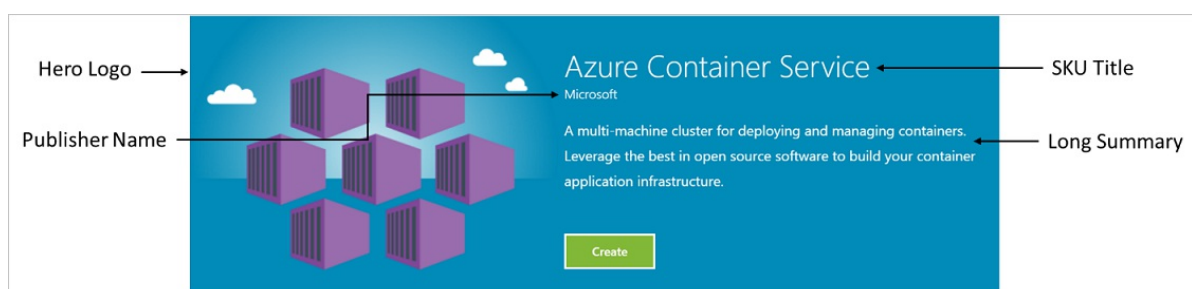 Hero Logo
Azure Container Service
SKU Title
Microsoft
Publisher Name
A multi-machine cluster for deploying and managing containers.
Long Summary
Leverage the best in open source software to build your container
application infrastructure.
Create